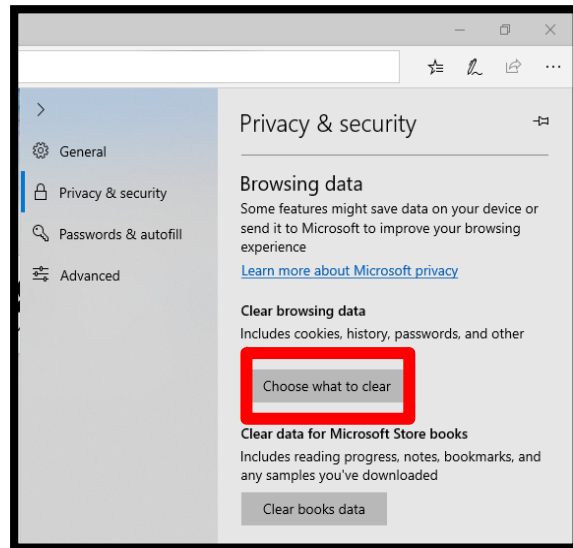 General
Privacy & security
Passwords & autofill
Advanced
Privacy & security
Browsing data
Some features might save data on your device or
send it to Microsoft to improve your browsing
experience
Learn more about Microsoft privacy
Clear browsing data
Includes cookies, history, passwords, and other
Choose what to clear
Clear data for Microsoft Store books
Includes reading progress, notes, bookmarks, and
any samples you've downloaded
Clear books data